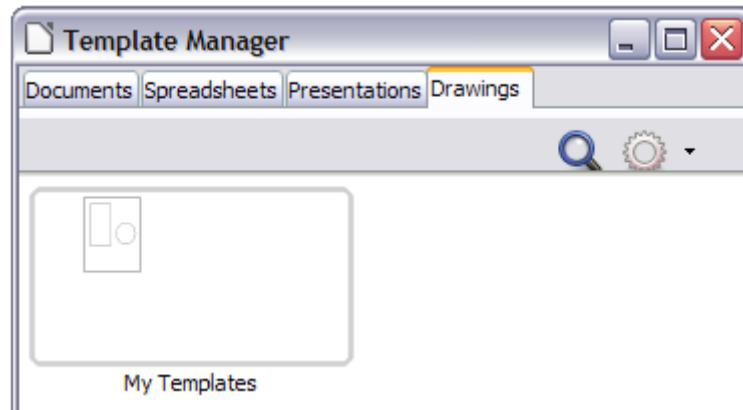 Template Manager
Documents Spreadsheets Presentations Drawings
My Templates